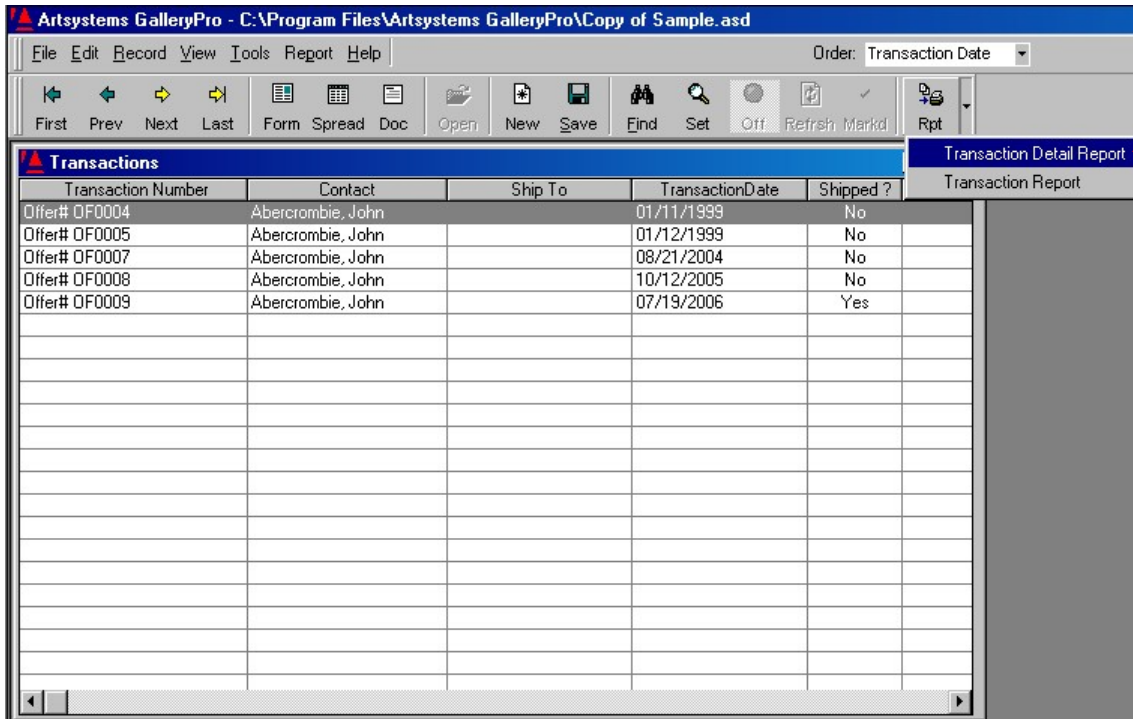 Artsystems GalleryPro - C:\Program Files\Artsystems GalleryPro\Copy of Sample.asd
File Edit Record View Tools Report Help Order: Transaction Date
First Prev Next Last Form Spread Doc Open New Save Find Set Off Refrsh Markd Rpt
Transaction Detail Report
Transaction Report
Transactions
Transaction Number Contact Ship To TransactionDate Shipped ?
Offer# OF0004 Abercrombie, John 01/11/1999 No
Offer# OF0005 Abercrombie, John 01/12/1999 No
Offer# OF0007 Abercrombie, John 08/21/2004 No
Offer# OF0008 Abercrombie, John 10/12/2005 No
Offer# OF0009 Abercrombie, John 07/19/2006 Yes